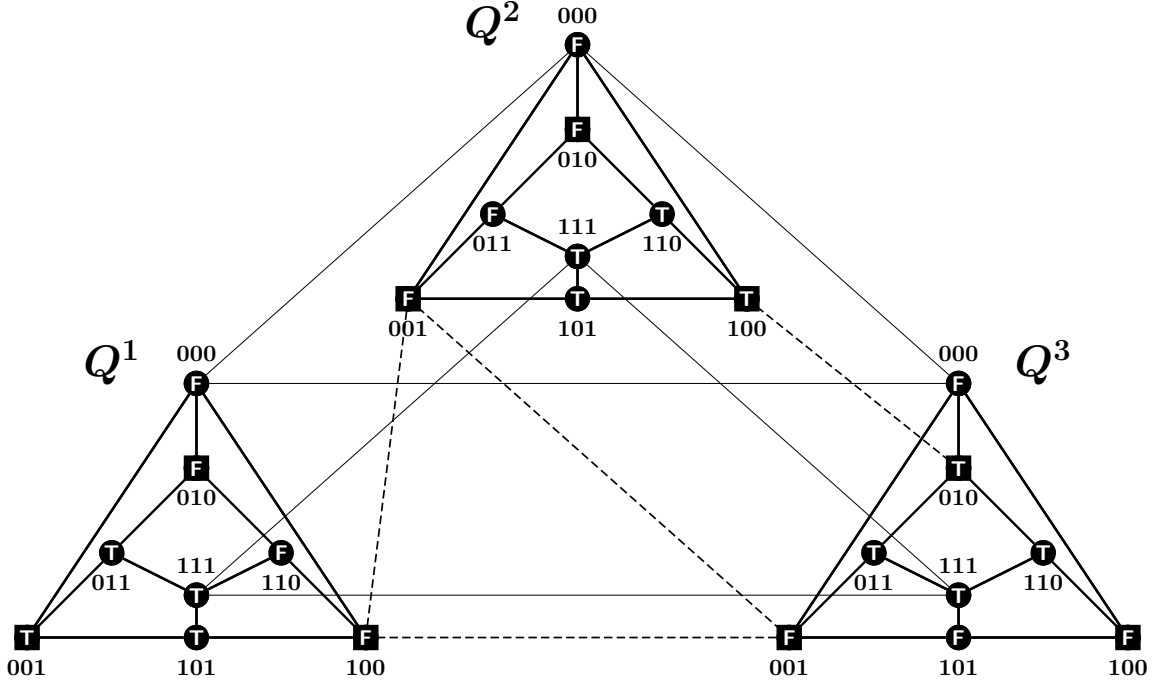 000
Q²
F
F
010
F 111 T
011 T 110
F T T
001 101 100
Q¹ 000 000 Q³
F F
F T
010 010
T 111 F T 111 T
011 T 110 011 T 110
T T F F F F
001 101 100 001 101 100